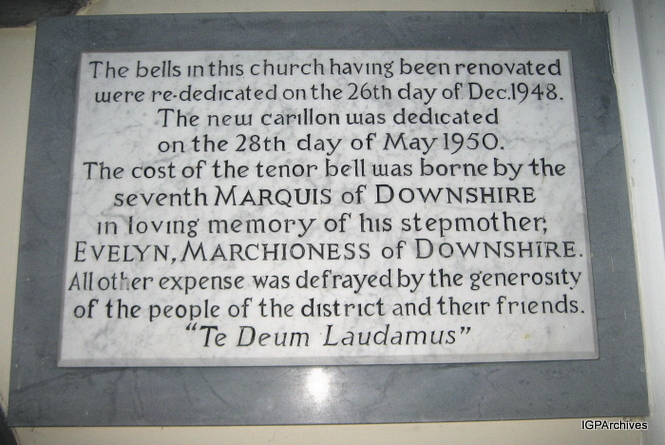 The bells in this church having been renovated
were re-dedicated on the 26th day of Dec. 1948.
The new carillon was dedicated
on the 28th day of May 1950.
The cost of the tenor bell was borne by the
seventh MARQUIS of DOWNSHIRE
in loving memory of his stepmother,
EVELYN, MARCHIONESS of DOWNSHIRE.
All other expense was defrayed by the generosity
of the people of the district and their friends.
“Te Deum Laudamus”
IGPArchives